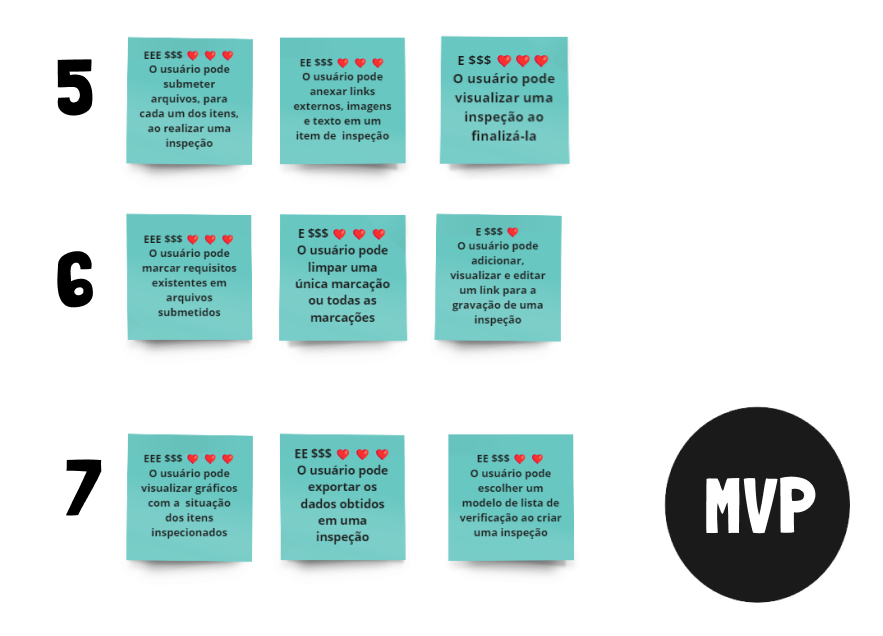 5
EEE $$$ ❤️ ❤️ ❤️
O usuário pode
submeter
arquivos, para
cada um dos itens,
ao realizar uma
inspeção
EE $$$ ❤️ ❤️ ❤️
O usuário pode
anexar links
externos, imagens
e texto em um
item de inspeção
E $$$ ❤️ ❤️ ❤️
O usuário pode
visualizar uma
inspeção ao
finalizá-la
6
EEE $$$ ❤️ ❤️ ❤️
O usuário pode
marcar requisitos
existentes em
arquivos
submetidos
E $$$ ❤️ ❤️ ❤️
O usuário pode
limpar uma
única marcação
ou todas as
marcações
E $$$ ❤️
O usuário pode
adicionar,
visualizar e editar
um link para a
gravação de uma
inspeção
7
EEE $$$ ❤️ ❤️ ❤️
O usuário pode
visualizar gráficos
com a situação
dos itens
inspecionados
EE $$$ ❤️ ❤️ ❤️
O usuário pode
exportar os
dados obtidos
em uma
inspeção
EE $$$ ❤️ ❤️
O usuário pode
escolher um
modelo de lista de
verificação ao criar
uma inspeção
MVP